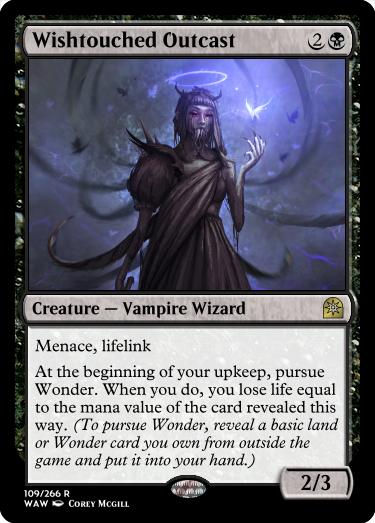 Wishtouched Outcast 2
Creature — Vampire Wizard
Menace, lifelink
At the beginning of your upkeep, pursue
Wonder. When you do, you lose life equal
to the mana value of the card revealed this
way. (To pursue Wonder, reveal a basic land
or Wonder card you own from outside the
game and put it into your hand.)
2/3
109/266 R
WAW Corey Mcgill